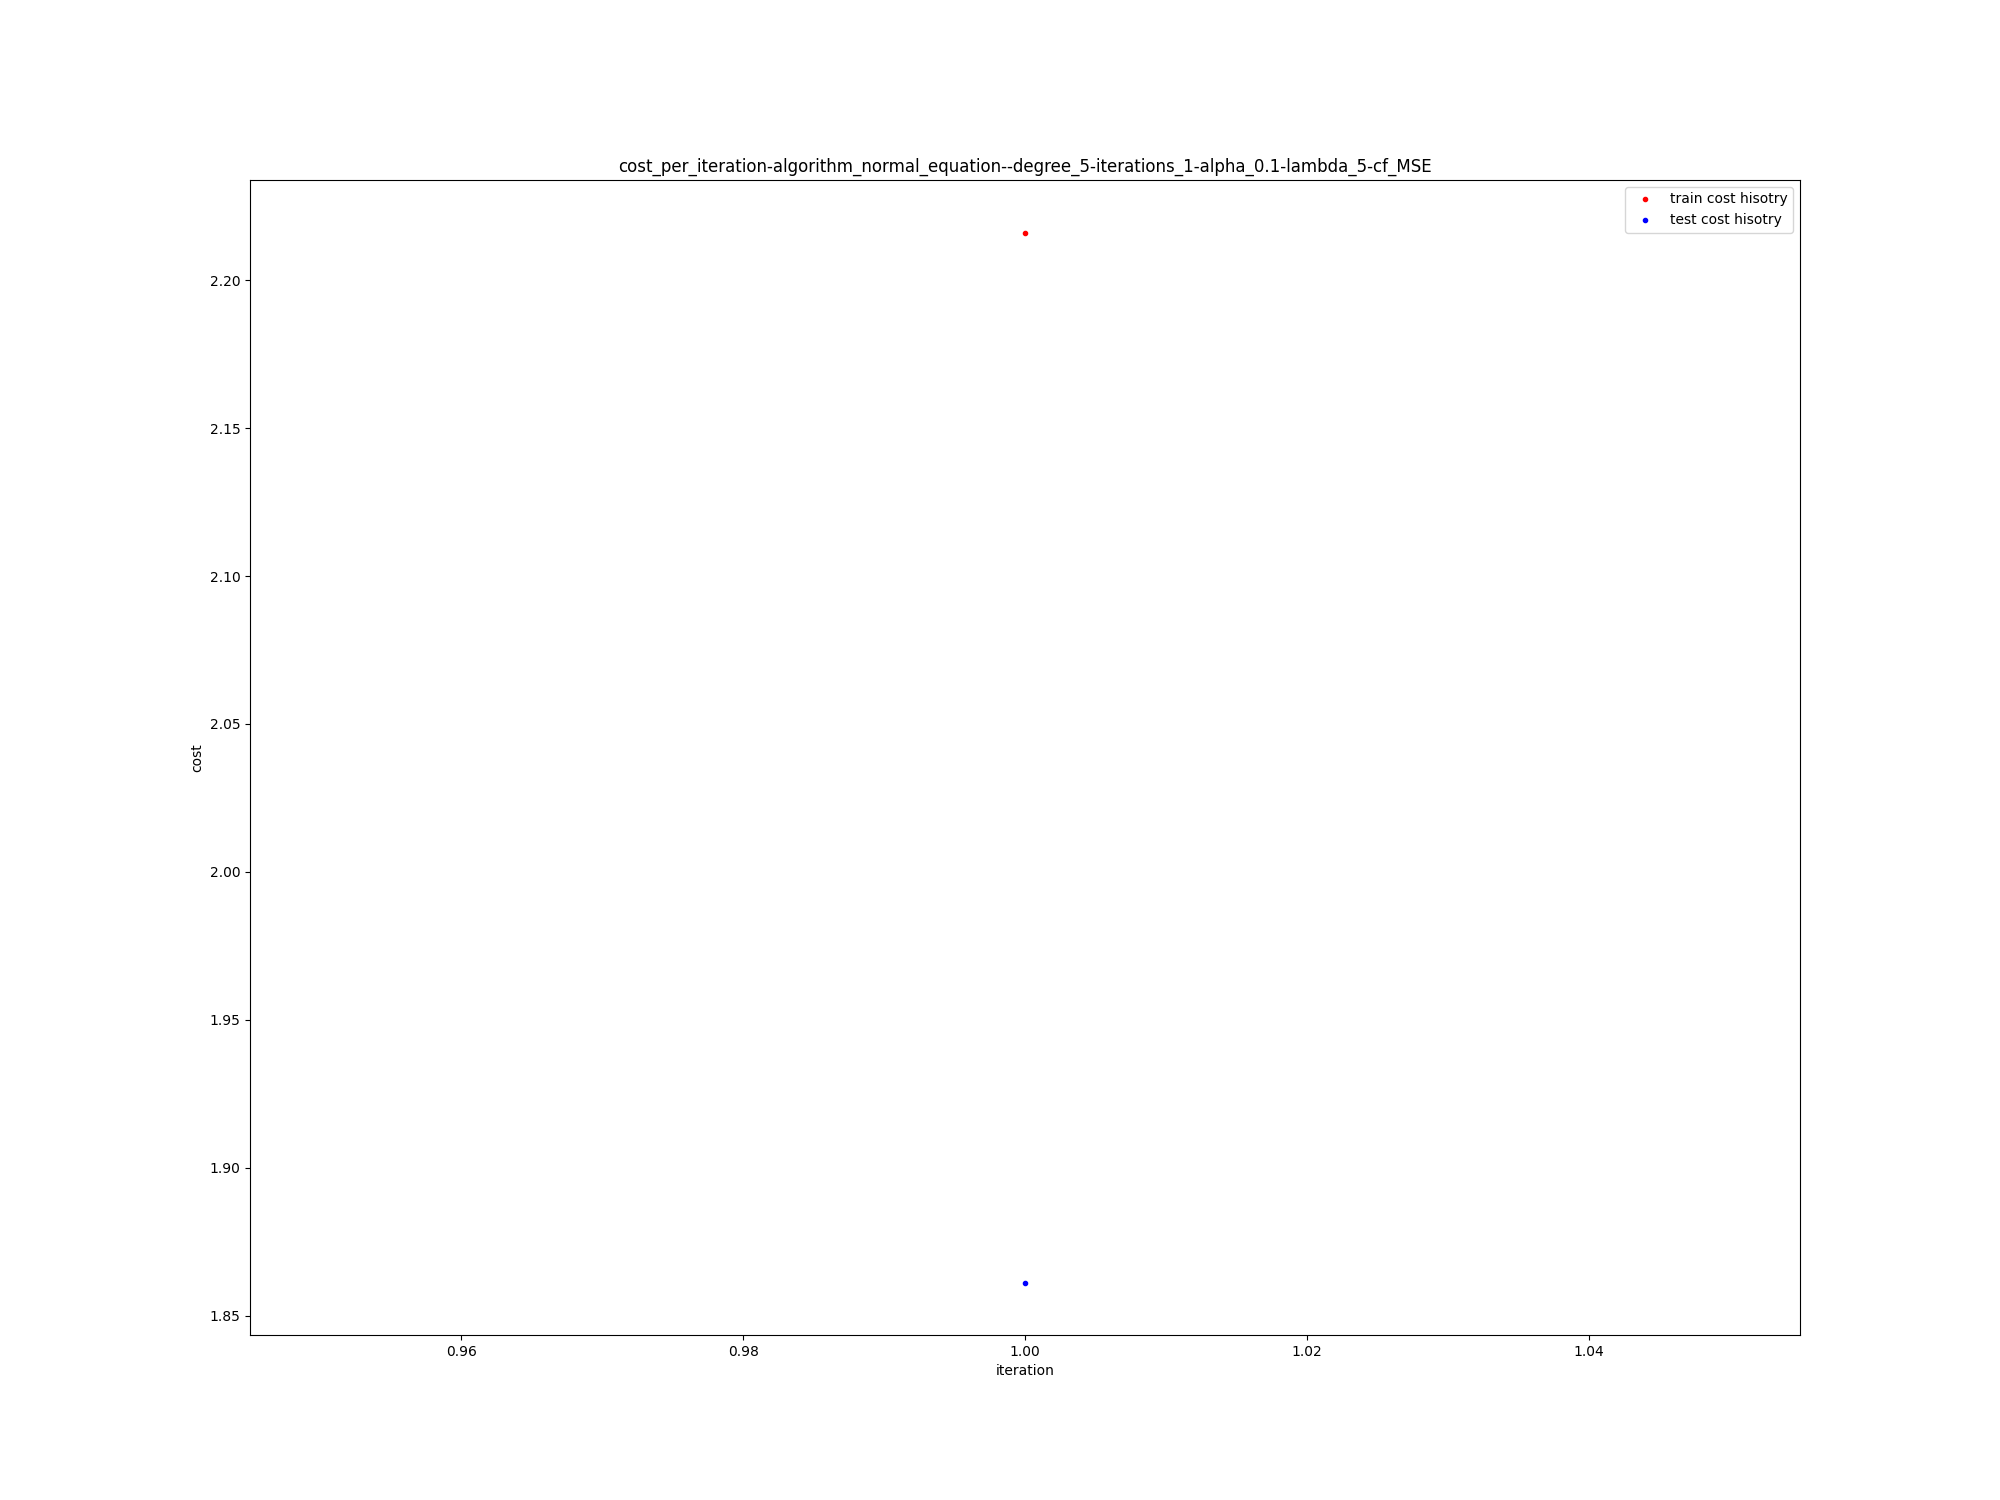 cost_per_iteration-algorithm_normal_equation--degree_5-iterations_1-alpha_0.1-lambda_5-cf_MSE
train cost hisotry
test cost hisotry
2.20
2.15
2.10
2.05
2.00
1.95
1.90
1.85
cost
0.96 0.98 1.00 1.02 1.04
iteration